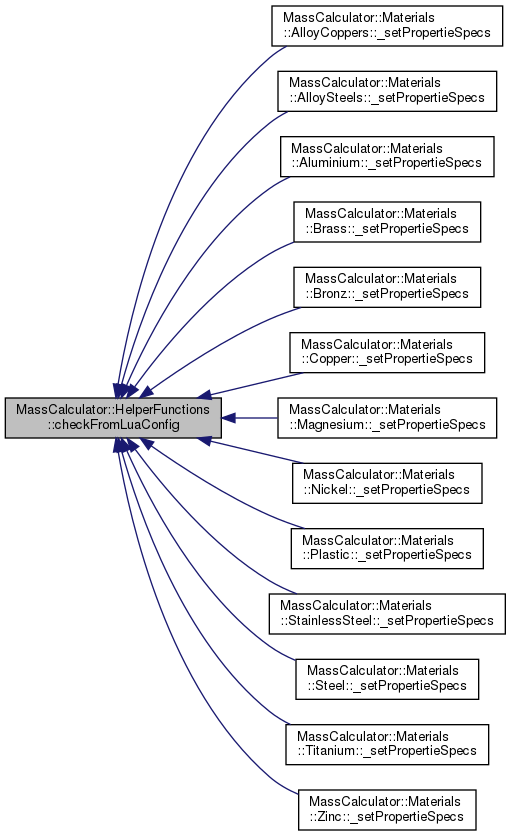 MassCalculator::Materials
::AlloyCoppers::_setPropertieSpecs
MassCalculator::Materials
::AlloySteels::_setPropertieSpecs
MassCalculator::Materials
::Aluminium::_setPropertieSpecs
MassCalculator::Materials
::Brass::_setPropertieSpecs
MassCalculator::Materials
::Bronz::_setPropertieSpecs
MassCalculator::Materials
::Copper::_setPropertieSpecs
MassCalculator::HelperFunctions
::checkFromLuaConfig
MassCalculator::Materials
::Magnesium::_setPropertieSpecs
MassCalculator::Materials
::Nickel::_setPropertieSpecs
MassCalculator::Materials
::Plastic::_setPropertieSpecs
MassCalculator::Materials
::StainlessSteel::_setPropertieSpecs
MassCalculator::Materials
::Steel::_setPropertieSpecs
MassCalculator::Materials
::Titanium::_setPropertieSpecs
MassCalculator::Materials
::Zinc::_setPropertieSpecs